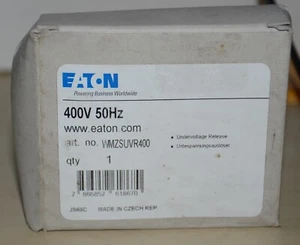 EATON
Powering Business Worldwide
400V 50Hz
www.eaton.com
art. no. WMZSUVR400
qty 1
• Undervoltage Release
• Unterspannungsauslöser
MADE IN CZECH REP.